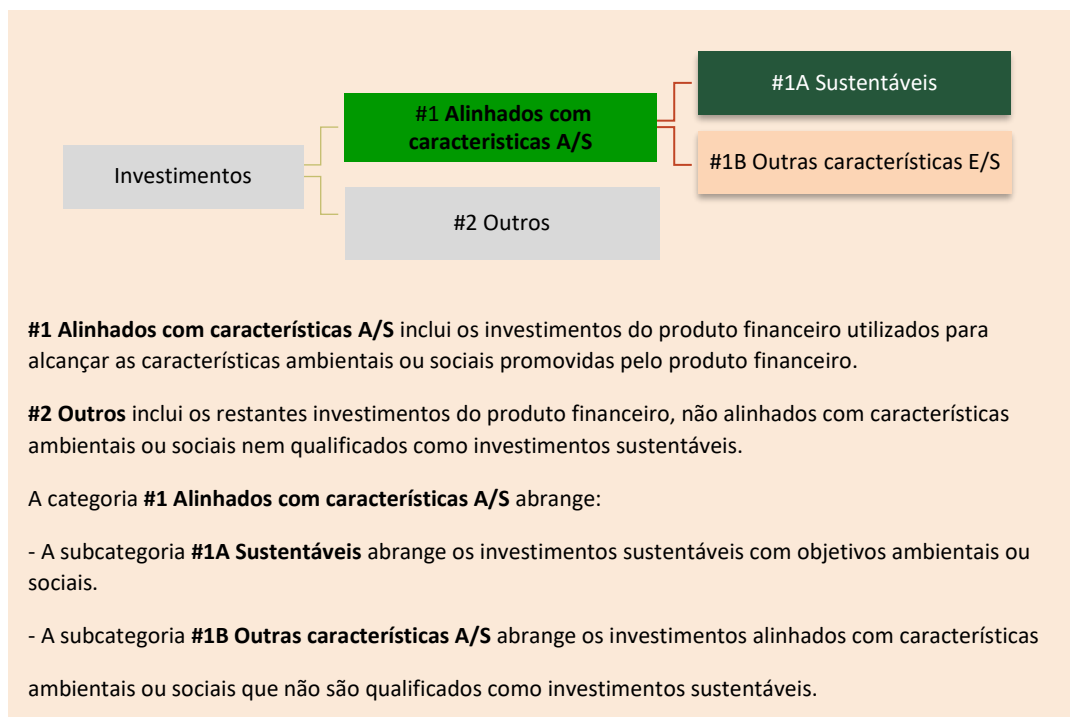 #1A Sustentáveis
#1 Alinhados com
caracteristicas A/S
#1B Outras características E/S
Investimentos
#2 Outros
#1 Alinhados com características A/S inclui os investimentos do produto financeiro utilizados para
alcançar as características ambientais ou sociais promovidas pelo produto financeiro.
#2 Outros inclui os restantes investimentos do produto financeiro, não alinhados com características
ambientais ou sociais nem qualificados como investimentos sustentáveis.
A categoria #1 Alinhados com características A/S abrange:
- A subcategoria #1A Sustentáveis abrange os investimentos sustentáveis com objetivos ambientais ou
sociais.
- A subcategoria #1B Outras características A/S abrange os investimentos alinhados com características
ambientais ou sociais que não são qualificados como investimentos sustentáveis.